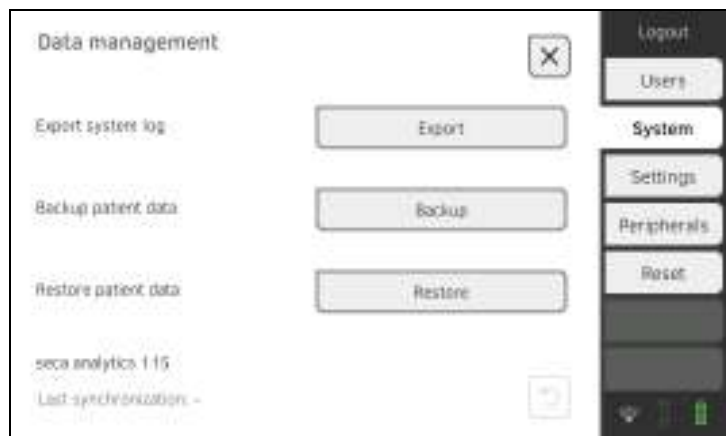 Data management
Logout
Users
Export system log
Export
System
Settings
Backup patient data
Backup
Peripherals
Reset
Restore patient data
Restore
seca analytics 115
Last synchronization: -